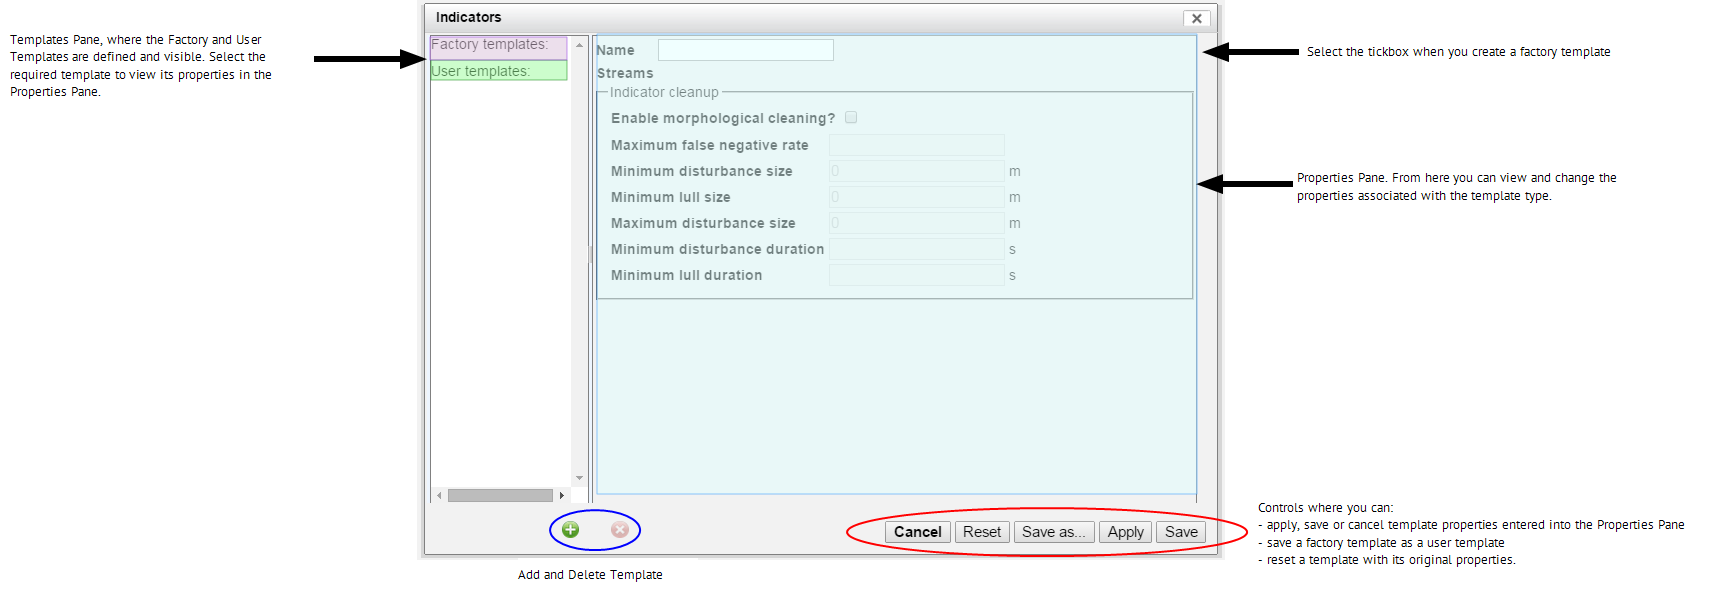 Indicators
Templates Pane, where the Factory and User
Templates are defined and visible. Select the
required template to view its properties in the
Properties Pane.
Factory templates:
User templates:
Name
Streams
Indicator cleanup
Enable morphological cleaning?
Maximum false negative rate
Minimum disturbance size 0 m
Minimum lull size 0 m
Maximum disturbance size 0 m
Minimum disturbance duration s
Minimum lull duration s
Select the tickbox when you create a factory template
Properties Pane. From here you can view and change the
properties associated with the template type.
Cancel Reset Save as... Apply Save
Controls where you can:
- apply, save or cancel template properties entered into the Properties Pane
- save a factory template as a user template
- reset a template with its original properties.
Add and Delete Template